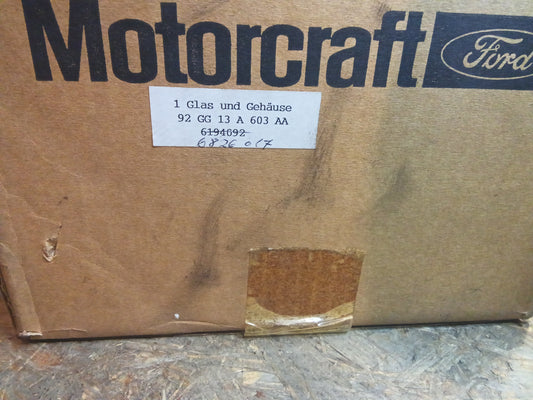 Motorcraft Ford
1 Glas und Gehäuse
92 GG 13 A 603 AA
6194692
6826 017